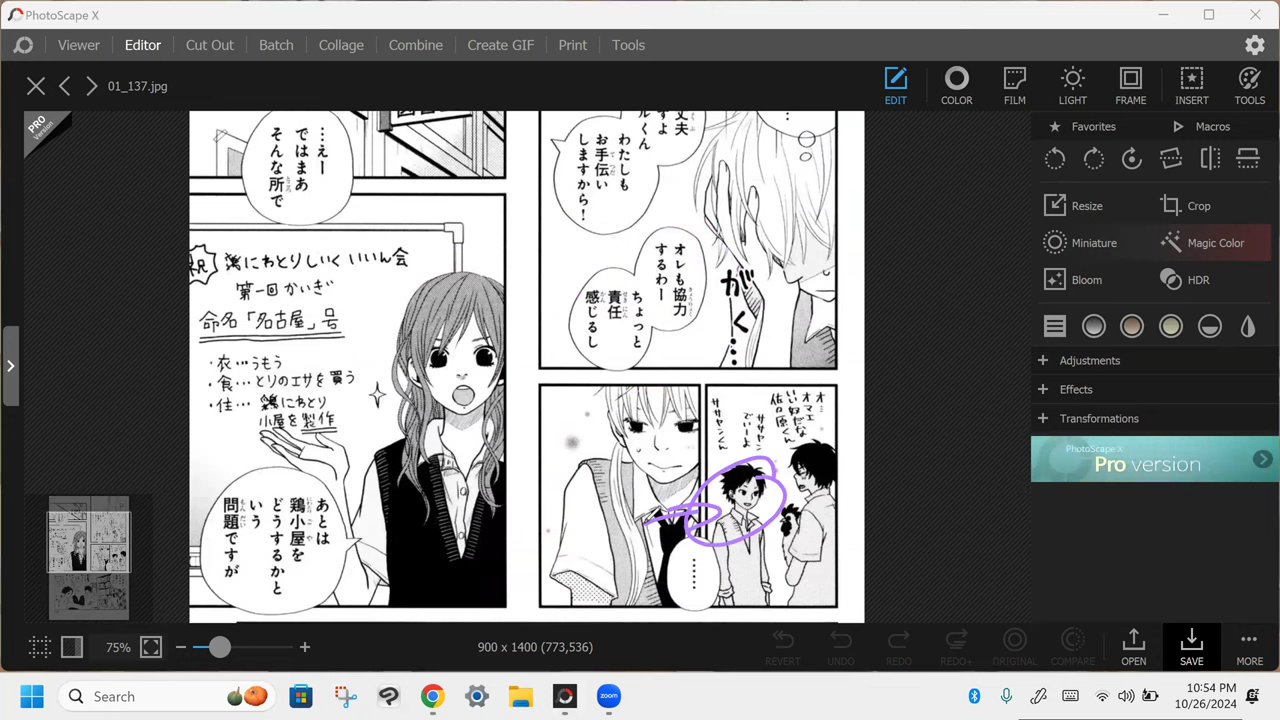 PhotoScape X
Viewer
Editor
Cut Out
Batch
Collage
Combine
Create GIF
Print
Tools
01_137.jpg
EDIT
COLOR
FILM
LIGHT
FRAME
INSERT
TOOLS
PRO
Version
Favorites
Macros
Resize
Crop
Miniature
Magic Color
Bloom
HDR
Adjustments
Effects
Transformations
PhotoScape X
Pro version
丈夫
すよ
ルくん
わたしも
お手伝い
しますから!
オレも協力
するわー
ちょっと
責任
感じるし
がく……
…えー
ではまあ
そんな所で
祝
にわとりしいく いいん会
第一回かいぎ
命名「名古屋」号
・衣…うもう
・食…とりのエサを買う
・住… 鶏にわとり
小屋を製作
あとは
鶏小屋を
どうするかと
いう
問題ですが
オ…
オマエ
いい奴だな
佐原くん
ササヤン
でいーよ
ササヤンくん
………
75%
900 x 1400 (773,536)
REVERT
UNDO
REDO
REDO+
ORIGINAL
COMPARE
OPEN
SAVE
MORE
Search
zoom
10:54 PM
10/26/2024